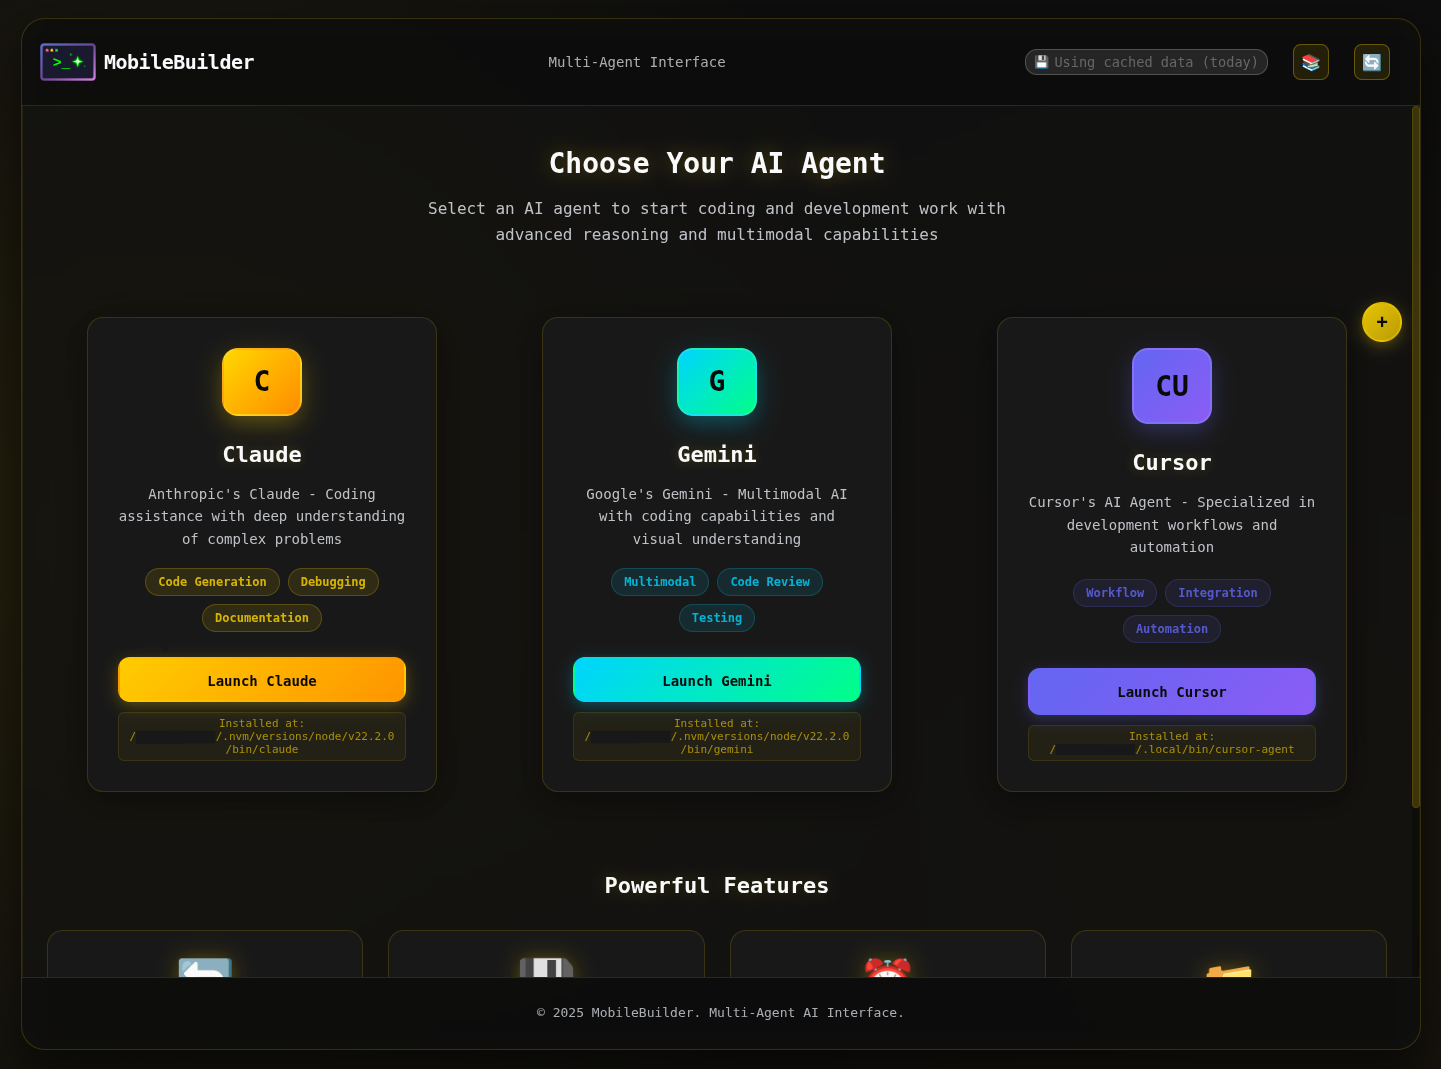 >_
MobileBuilder
Multi-Agent Interface
Using cached data (today)
Choose Your AI Agent
Select an AI agent to start coding and development work with
advanced reasoning and multimodal capabilities
+
C
Claude
Anthropic's Claude - Coding
assistance with deep understanding
of complex problems
Code Generation Debugging
Documentation
Launch Claude
Installed at:
/ /.nvm/versions/node/v22.2.0
/bin/claude
G
Gemini
Google's Gemini - Multimodal AI
with coding capabilities and
visual understanding
Multimodal Code Review
Testing
Launch Gemini
Installed at:
/ /.nvm/versions/node/v22.2.0
/bin/gemini
CU
Cursor
Cursor's AI Agent - Specialized in
development workflows and
automation
Workflow Integration
Automation
Launch Cursor
Installed at:
/ /.local/bin/cursor-agent
Powerful Features
© 2025 MobileBuilder. Multi-Agent AI Interface.